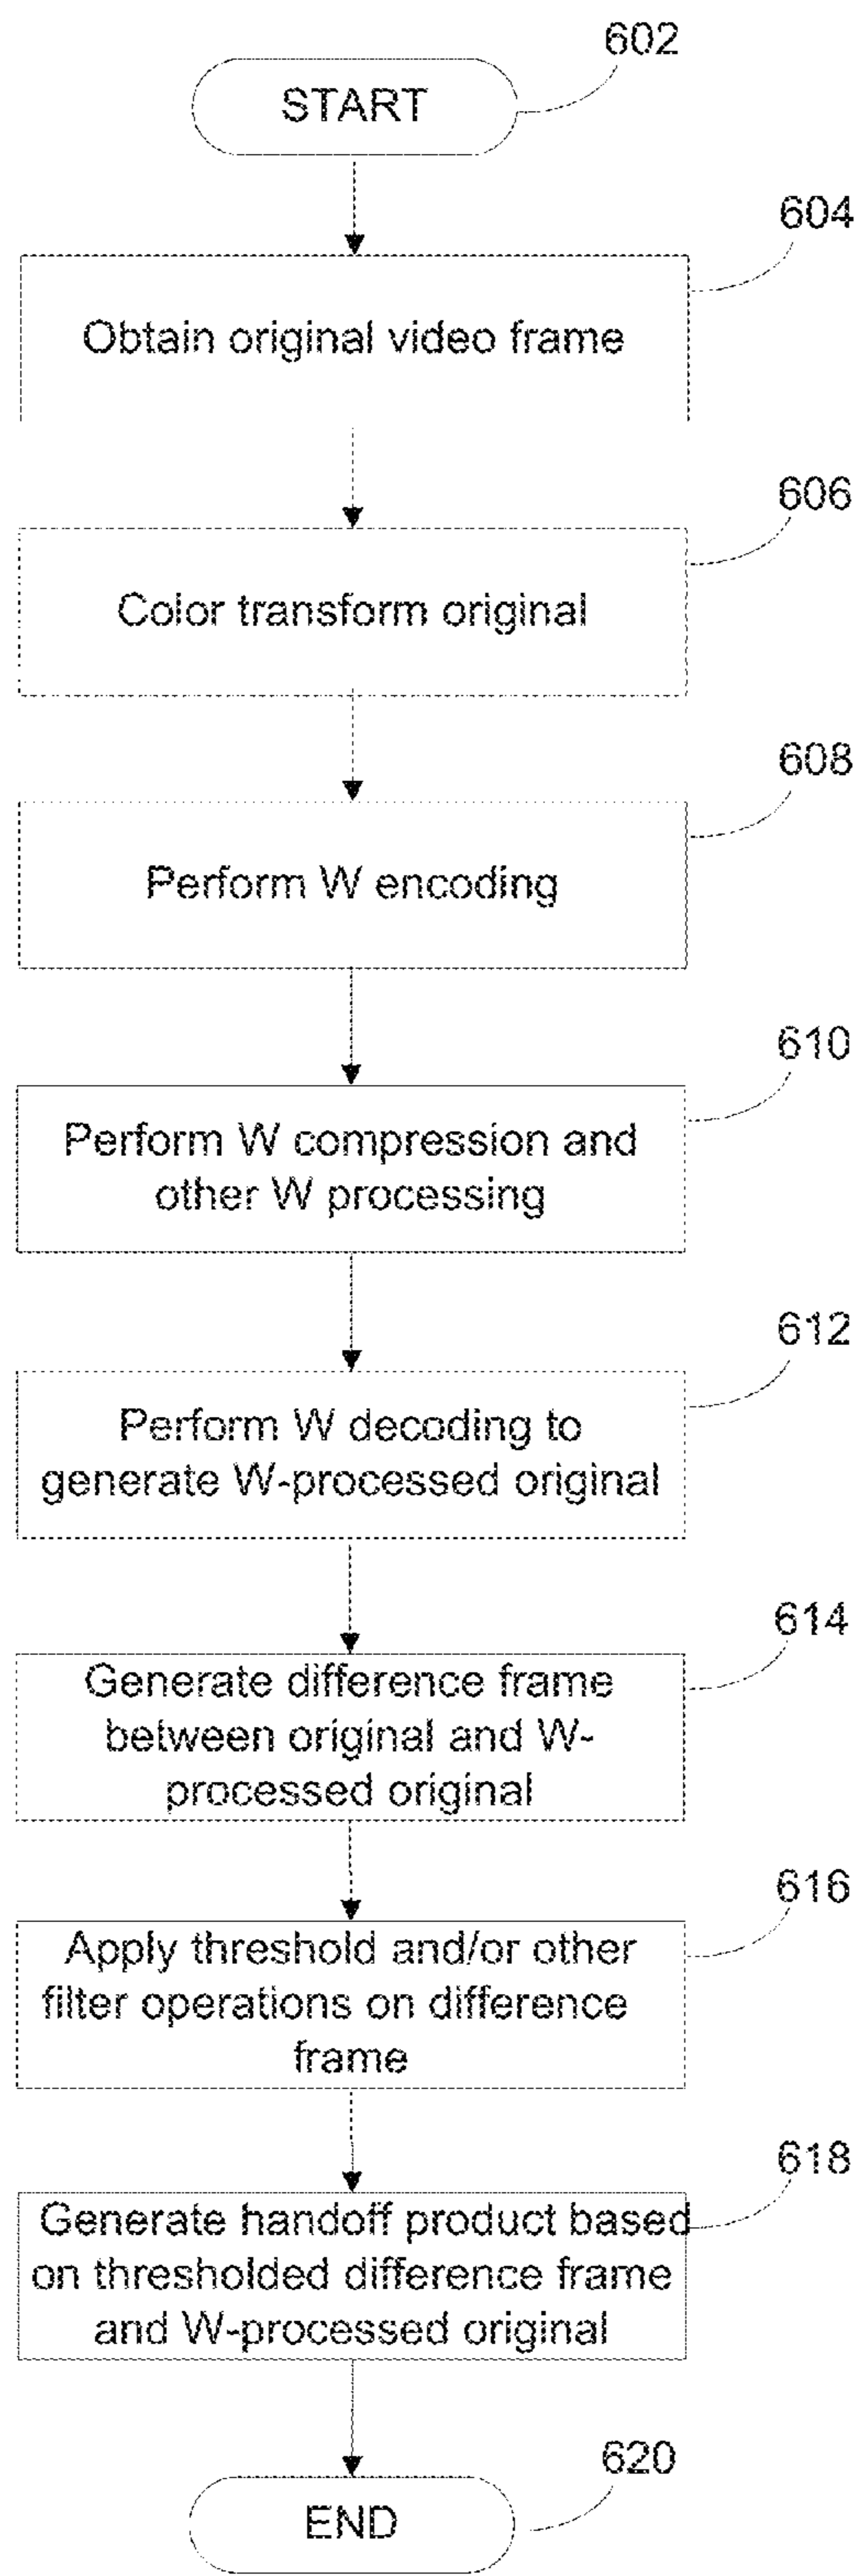 602
START
604
Obtain original video frame
606
Color transform original
608
Perform W encoding
610
Perform W compression and
other W processing
612
Perform W decoding to
generate W-processed original
614
Generate difference frame
between original and W-
processed original
616
Apply threshold and/or other
filter operations on difference
frame
618
Generate handoff product based
on thresholded difference frame
and W-processed original
620
END